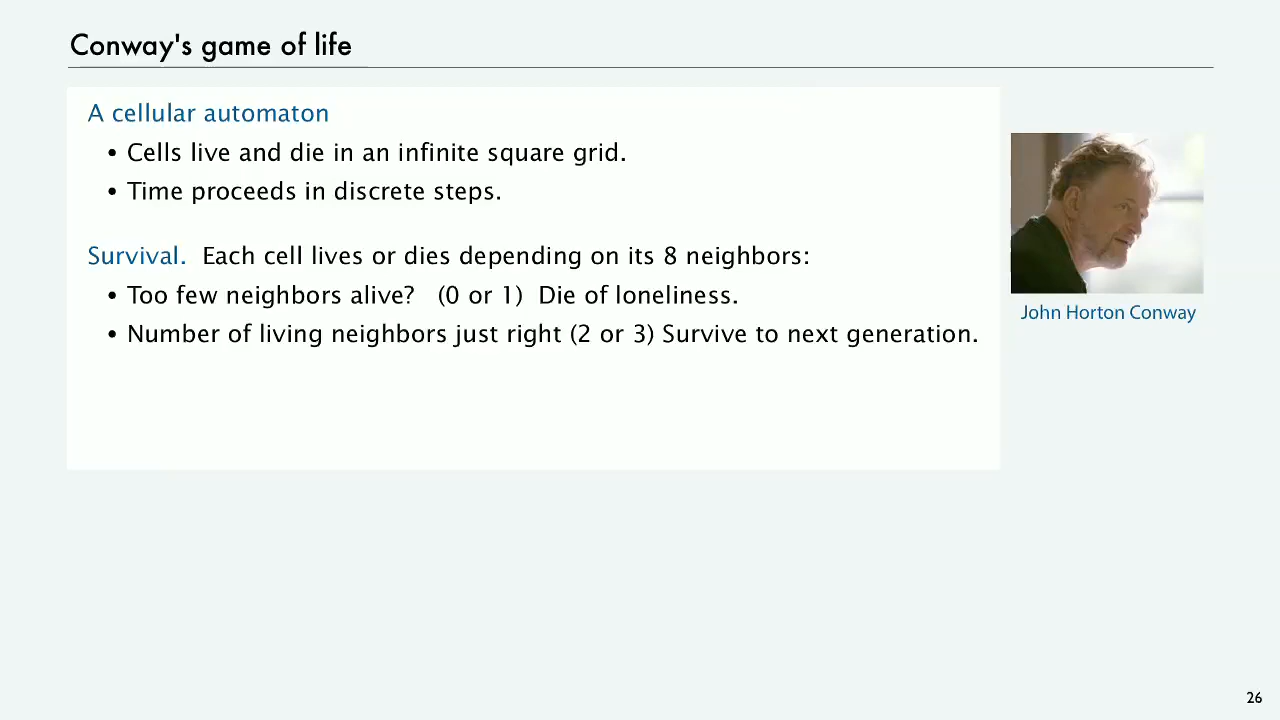 Conway's game of life
A cellular automaton
• Cells live and die in an infinite square grid.
• Time proceeds in discrete steps.
Survival. Each cell lives or dies depending on its 8 neighbors:
• Too few neighbors alive? (0 or 1) Die of loneliness.
• Number of living neighbors just right (2 or 3) Survive to next generation.
John Horton Conway
26